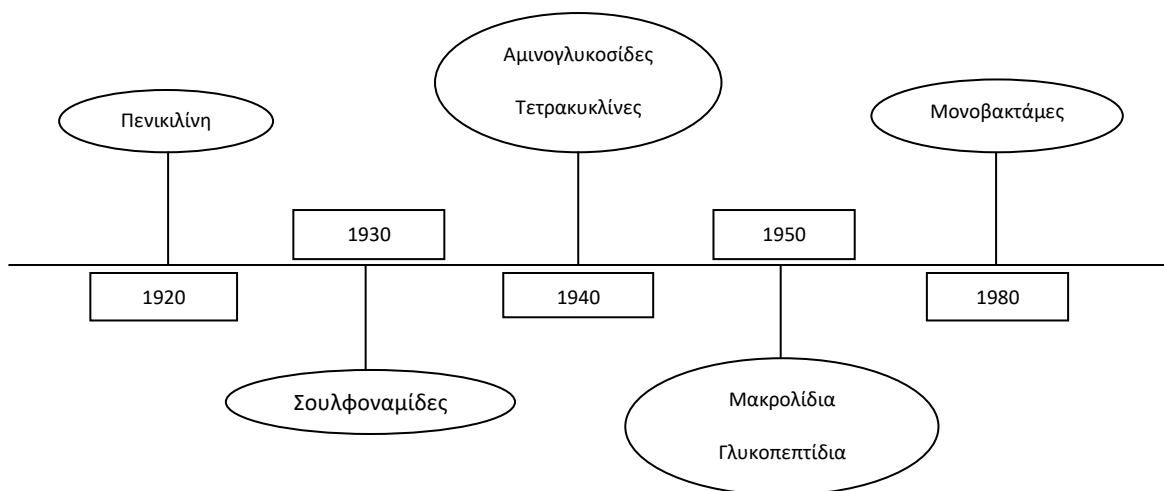 Αμινογλυκοσίδες
Τετρακυκλίνες
Πενικιλίνη
Μονοβακτάμες
1930
1950
1920
1940
1980
Σουλφοναμίδες
Μακρολίδια
Γλυκοπεπτίδια